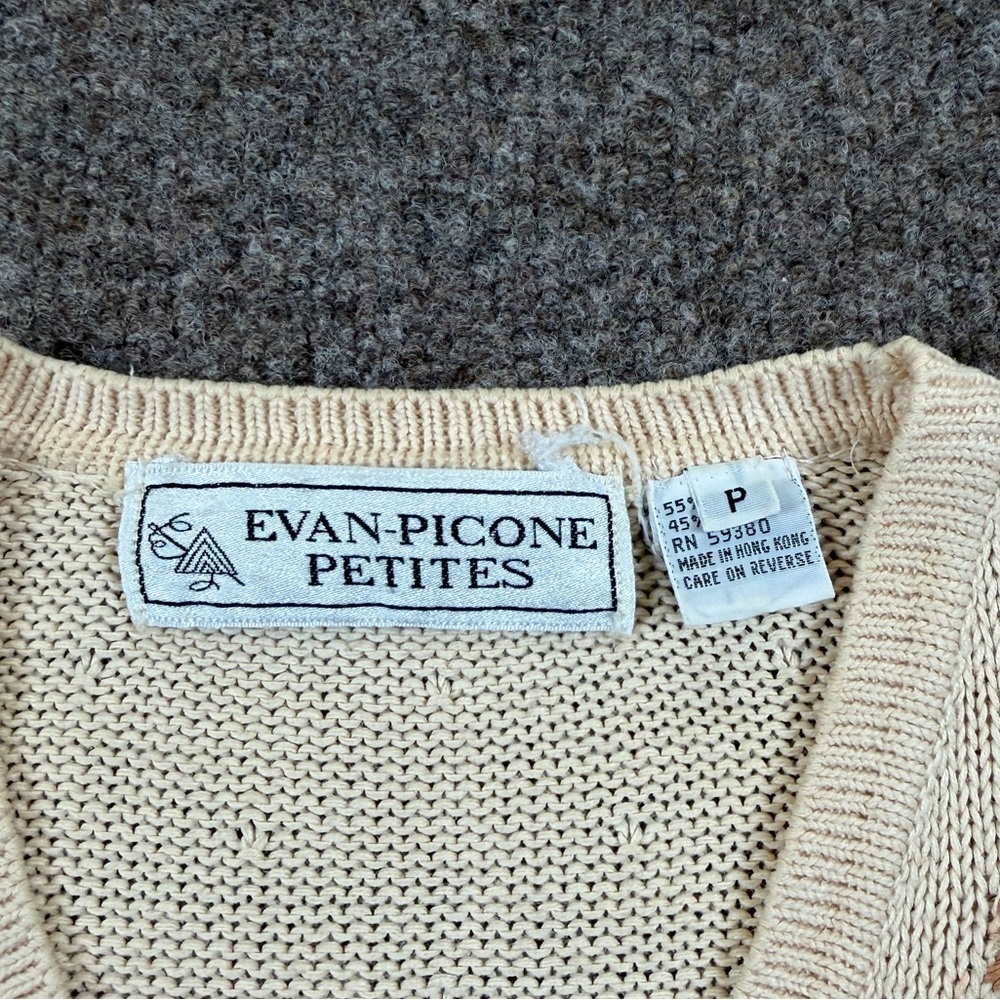 EVAN-PICONE
PETITES
P
55%
45%
RN 59380
MADE IN HONG KONG
CARE ON REVERSE